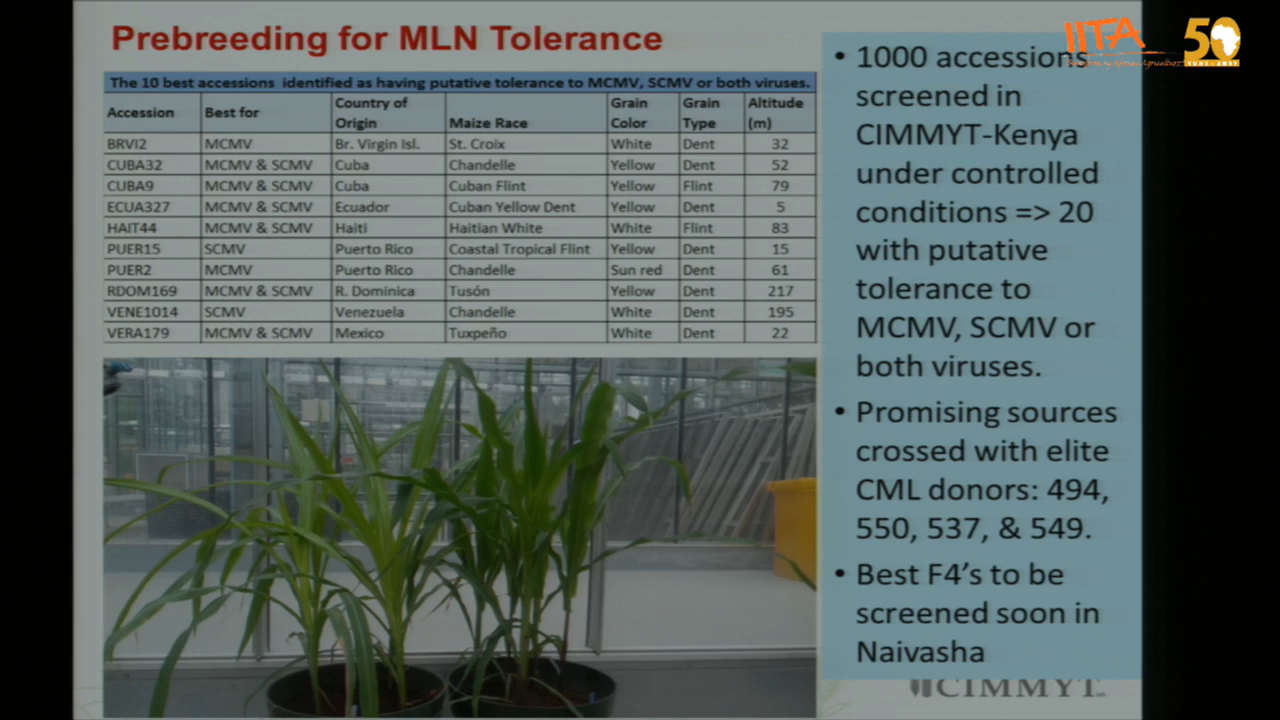 Prebreeding for MLN Tolerance
IITA
50
The 10 best accessions identified as having putative tolerance to MCMV, SCMV or both viruses.
Accession Best for Country of Origin Maize Race Grain Color Grain Type Altitude (m)
BRVI2 MCMV Br. Virgin Isl. St. Croix White Dent 32
CUBA32 MCMV & SCMV Cuba Chandelle Yellow Dent 52
CUBA9 MCMV & SCMV Cuba Cuban Flint Yellow Flint 79
ECUA327 MCMV & SCMV Ecuador Cuban Yellow Dent Yellow Dent 5
HAIT44 MCMV & SCMV Haiti Haitian White White Flint 83
PUER15 SCMV Puerto Rico Coastal Tropical Flint Yellow Dent 15
PUER2 MCMV Puerto Rico Chandelle Sun red Dent 61
RDOM169 MCMV & SCMV R. Dominica Tusón Yellow Dent 217
VENE1014 SCMV Venezuela Chandelle White Dent 195
VERA179 MCMV & SCMV Mexico Tuxpeño White Dent 22
• 1000 accessions
screened in
CIMMYT-Kenya
under controlled
conditions => 20
with putative
tolerance to
MCMV, SCMV or
both viruses.
• Promising sources
crossed with elite
CML donors: 494,
550, 537, & 549.
• Best F4's to be
screened soon in
Naivasha
CIMMYT